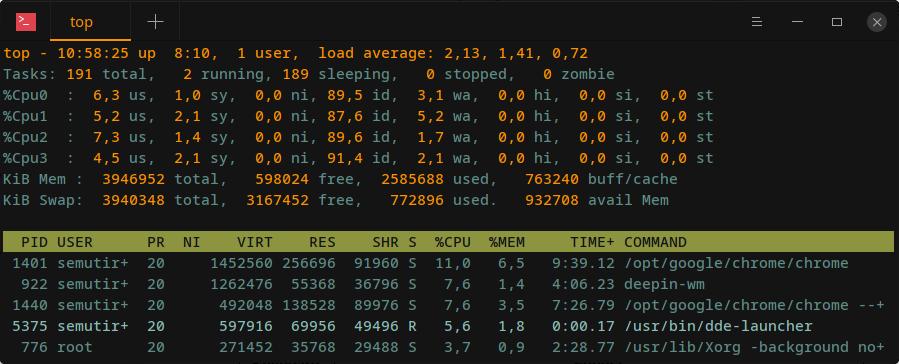 top
top - 10:58:25 up  8:10,  1 user,  load average: 2,13, 1,41, 0,72
Tasks: 191 total,   2 running, 189 sleeping,   0 stopped,   0 zombie
%Cpu0  :  6,3 us,  1,0 sy,  0,0 ni, 89,5 id,  3,1 wa,  0,0 hi,  0,0 si,  0,0 st
%Cpu1  :  5,2 us,  2,1 sy,  0,0 ni, 87,6 id,  5,2 wa,  0,0 hi,  0,0 si,  0,0 st
%Cpu2  :  7,3 us,  1,4 sy,  0,0 ni, 89,6 id,  1,7 wa,  0,0 hi,  0,0 si,  0,0 st
%Cpu3  :  4,5 us,  2,1 sy,  0,0 ni, 91,4 id,  2,1 wa,  0,0 hi,  0,0 si,  0,0 st
KiB Mem :  3946952 total,   598024 free,  2585688 used,   763240 buff/cache
KiB Swap:  3940348 total,  3167452 free,   772896 used.   932708 avail Mem
PID USER      PR  NI    VIRT    RES    SHR S  %CPU  %MEM     TIME+ COMMAND
1401 semutir+  20     1452560 256696  91960 S  11,0   6,5   9:39.12 /opt/google/chrome/chrome
922 semutir+  20     1262476  55368  36796 S   7,6   1,4   4:06.23 deepin-wm
1440 semutir+  20      492048 138528  89976 S   7,6   3,5   7:26.79 /opt/google/chrome/chrome --+
5375 semutir+  20      597916  69956  49496 R   5,6   1,8   0:00.17 /usr/bin/dde-launcher
776 root      20      271452  35768  29488 S   3,7   0,9   2:28.77 /usr/lib/Xorg -background no+